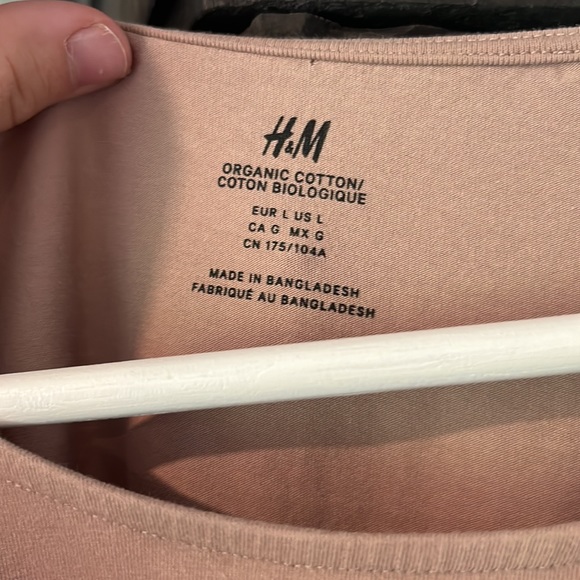 H&M
ORGANIC COTTON/
COTON BIOLOGIQUE
EUR L US L
CA G MX G
CN 175/104A
MADE IN BANGLADESH
FABRIQUÉ AU BANGLADESH